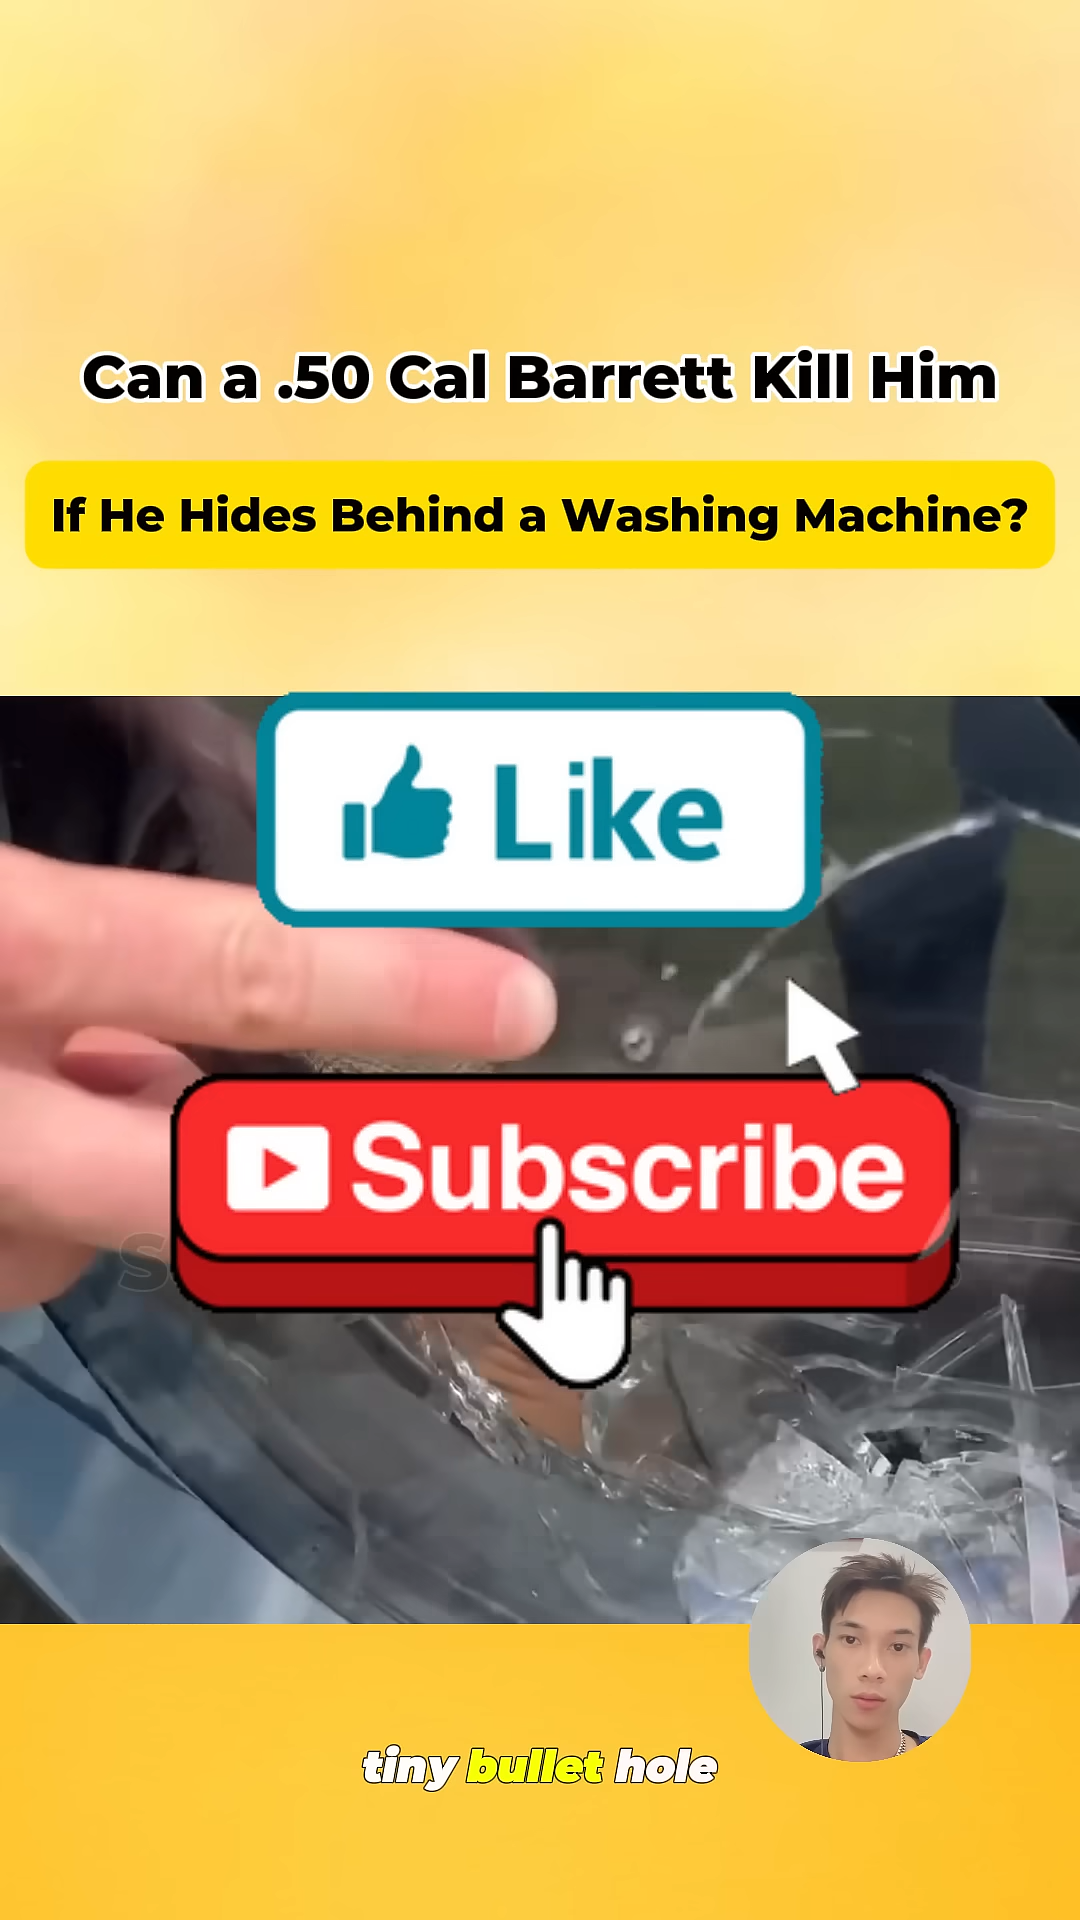 Can a .50 Cal Barrett Kill Him
If He Hides Behind a Washing Machine?
Like
Subscribe
tiny bullet hole